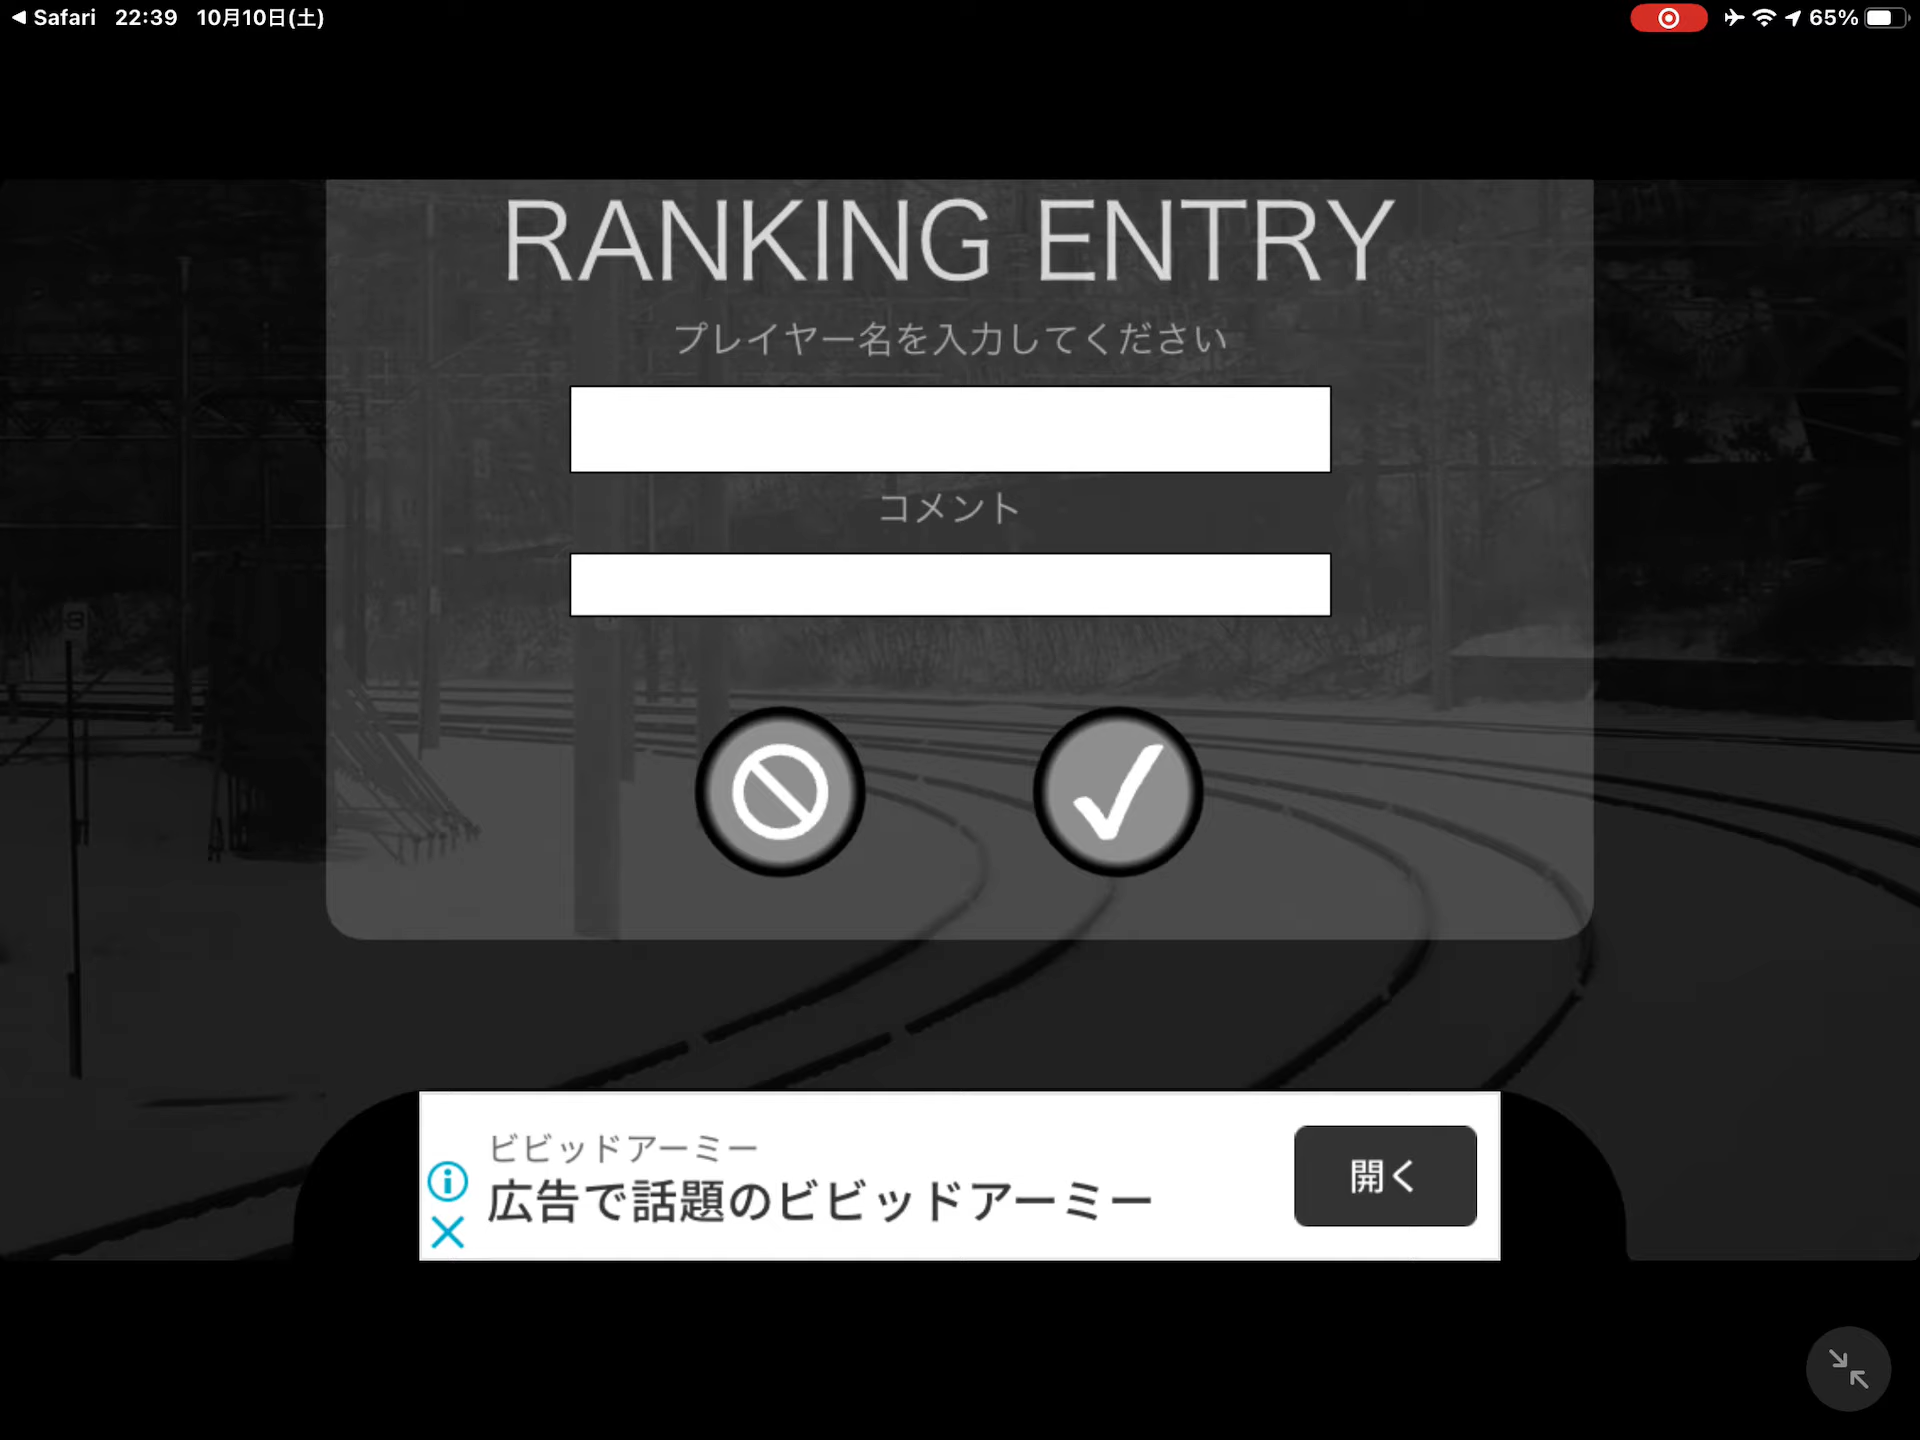 Safari 22:39 10月10日(土) 65%
RANKING ENTRY
プレイヤー名を入力してください
コメント
ビビッドアーミー
広告で話題のビビッドアーミー
開く